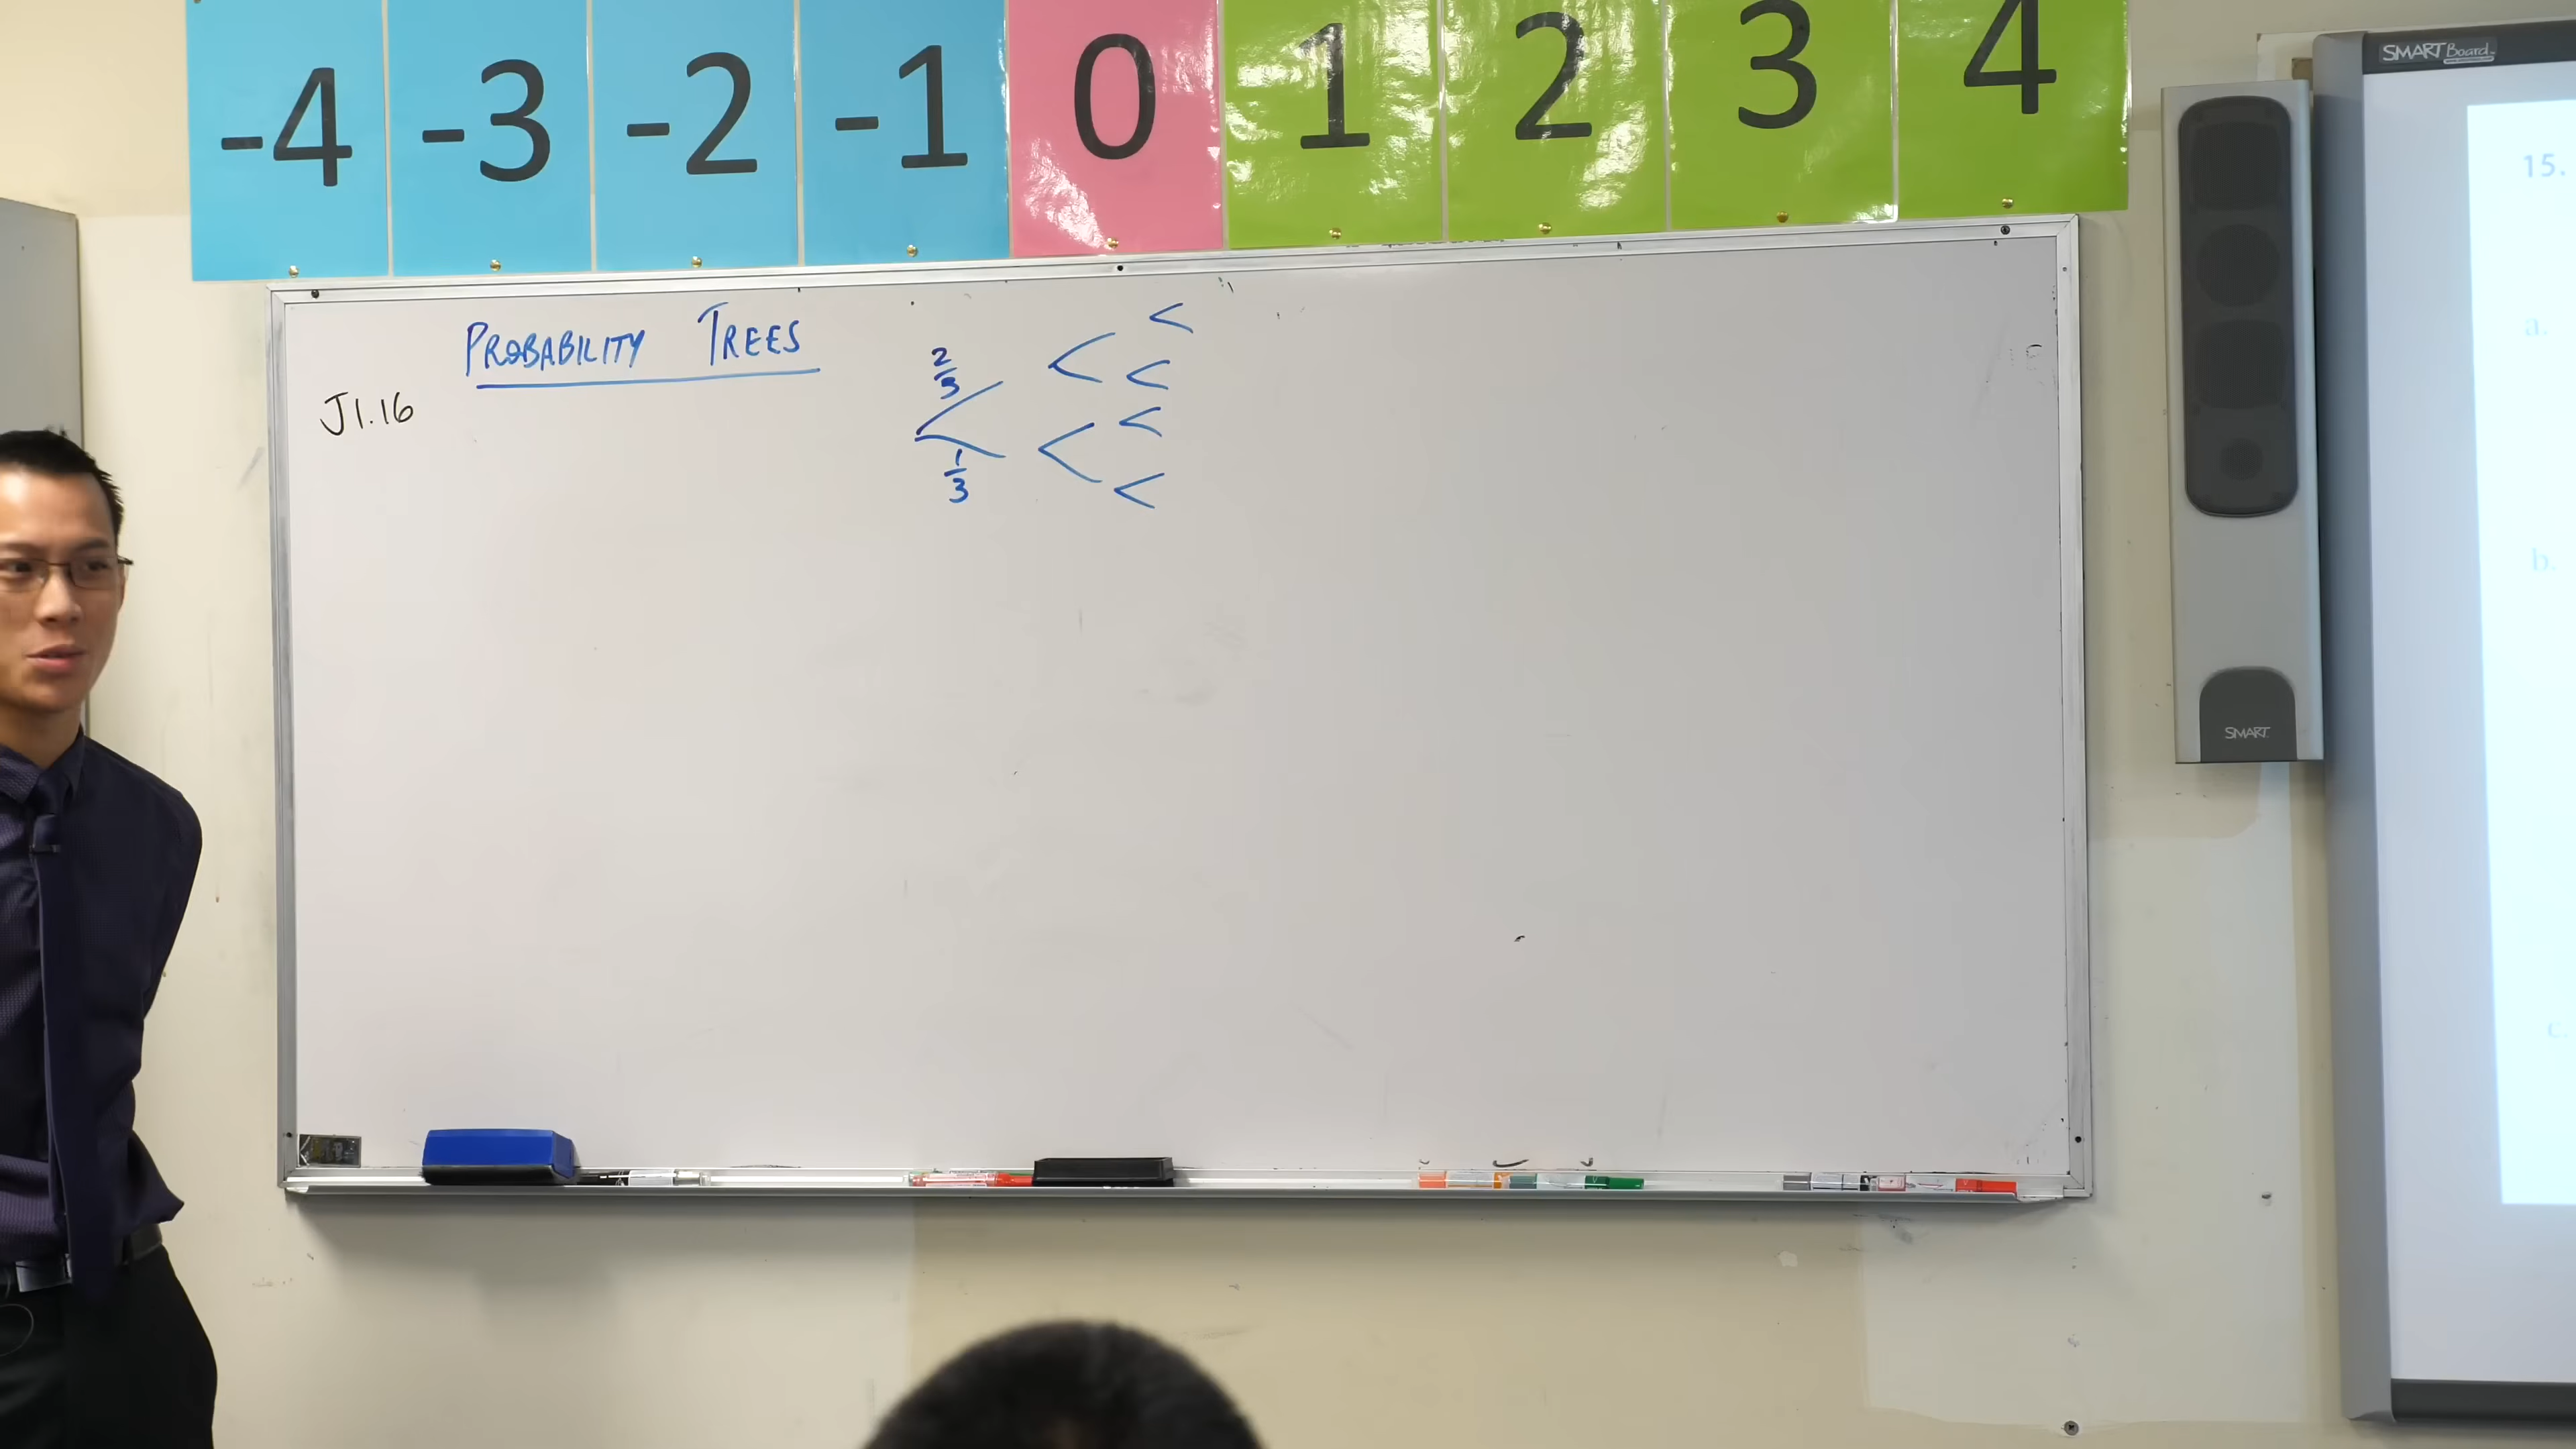 -4 -3 -2 -1 0 1 2 3 4
SMART Board
15.
PROBABILITY TREES
2/3
J1.16
1/3
a.
b.
SMART
c.